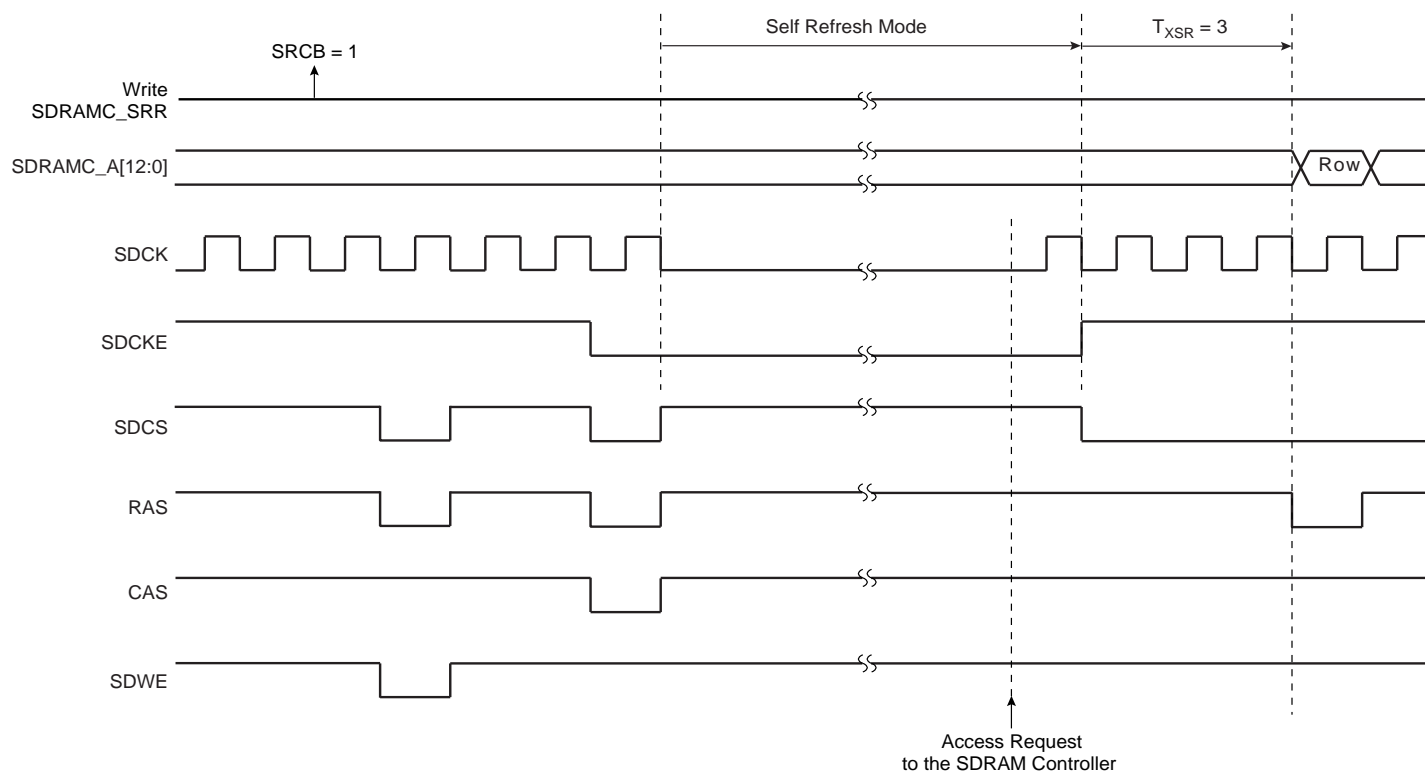 Self Refresh Mode
TXSR = 3
SRCB = 1
Write
SDRAMC_SRR
SDRAMC_A[12:0]
Row
SDCK
SDCKE
SDCS
RAS
CAS
SDWE
Access Request
to the SDRAM Controller